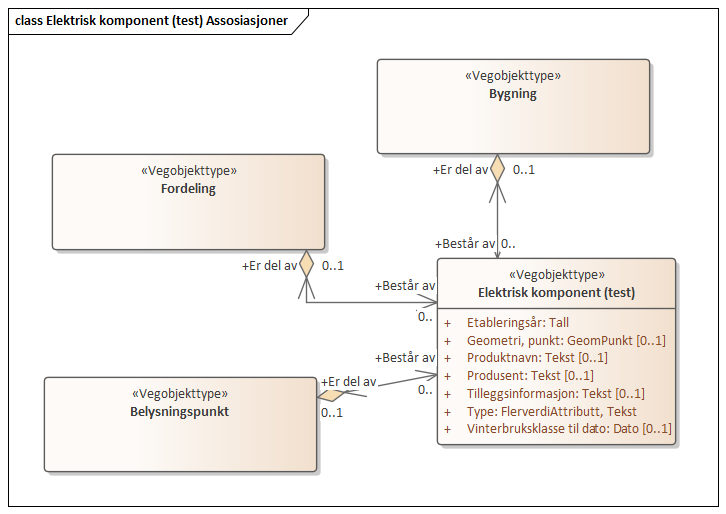 class Elektrisk komponent (test) Assosiasjoner
«Vegobjekttype»
Bygning
+Er del av 0..1
«Vegobjekttype»
Fordeling
+Er del av 0..1
+Består av 0..
«Vegobjekttype»
Elektrisk komponent (test)
+ Etableringsår: Tall
+ Geometri, punkt: GeomPunkt [0..1]
+ Produktnavn: Tekst [0..1]
+ Produsent: Tekst [0..1]
+ Tilleggsinformasjon: Tekst [0..1]
+ Type: FlerverdiAttributt, Tekst
+ Vinterbruksklasse til dato: Dato [0..1]
+Består av
0..
+Består av
0..
«Vegobjekttype»
Belysningspunkt
+Er del av
0..1